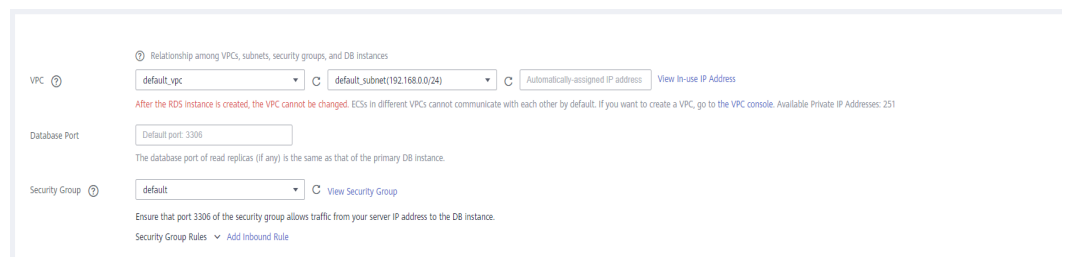 Relationship among VPCs, subnets, security groups, and DB instances
VPC default_vpc default_subnet(192.168.0.0/24) Automatically-assigned IP address View In-use IP Address
After the RDS instance is created, the VPC cannot be changed. ECSs in different VPCs cannot communicate with each other by default. If you want to create a VPC, go to the VPC console. Available Private IP Addresses: 251
Database Port Default port: 3306
The database port of read replicas (if any) is the same as that of the primary DB instance.
Security Group default View Security Group
Ensure that port 3306 of the security group allows traffic from your server IP address to the DB instance.
Security Group Rules Add Inbound Rule